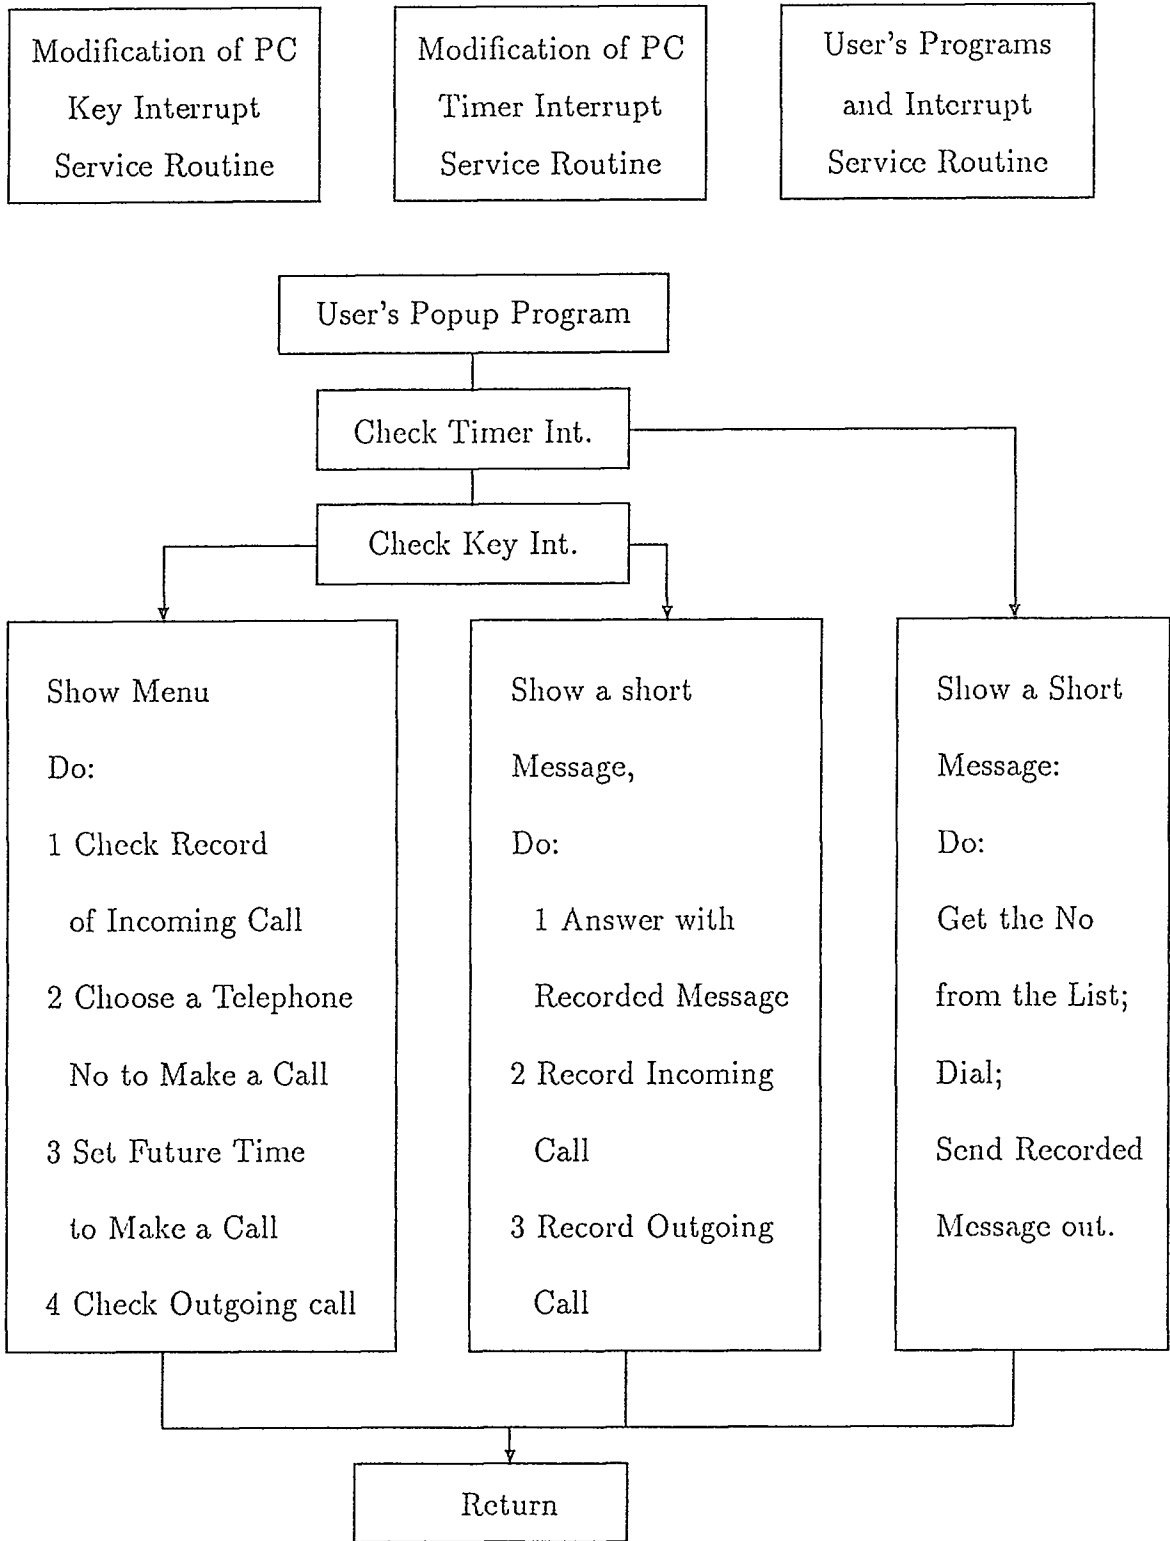 Modification of PC
Key Interrupt
Service Routine
Modification of PC
Timer Interrupt
Service Routine
User's Programs
and Interrupt
Service Routine
User's Popup Program
Check Timer Int.
Check Key Int.
Show Menu
Do:
1 Check Record
of Incoming Call
2 Choose a Telephone
No to Make a Call
3 Set Future Time
to Make a Call
4 Check Outgoing call
Show a short
Message,
Do:
1 Answer with
Recorded Message
2 Record Incoming
Call
3 Record Outgoing
Call
Show a Short
Message:
Do:
Get the No
from the List;
Dial;
Send Recorded
Message out.
Return